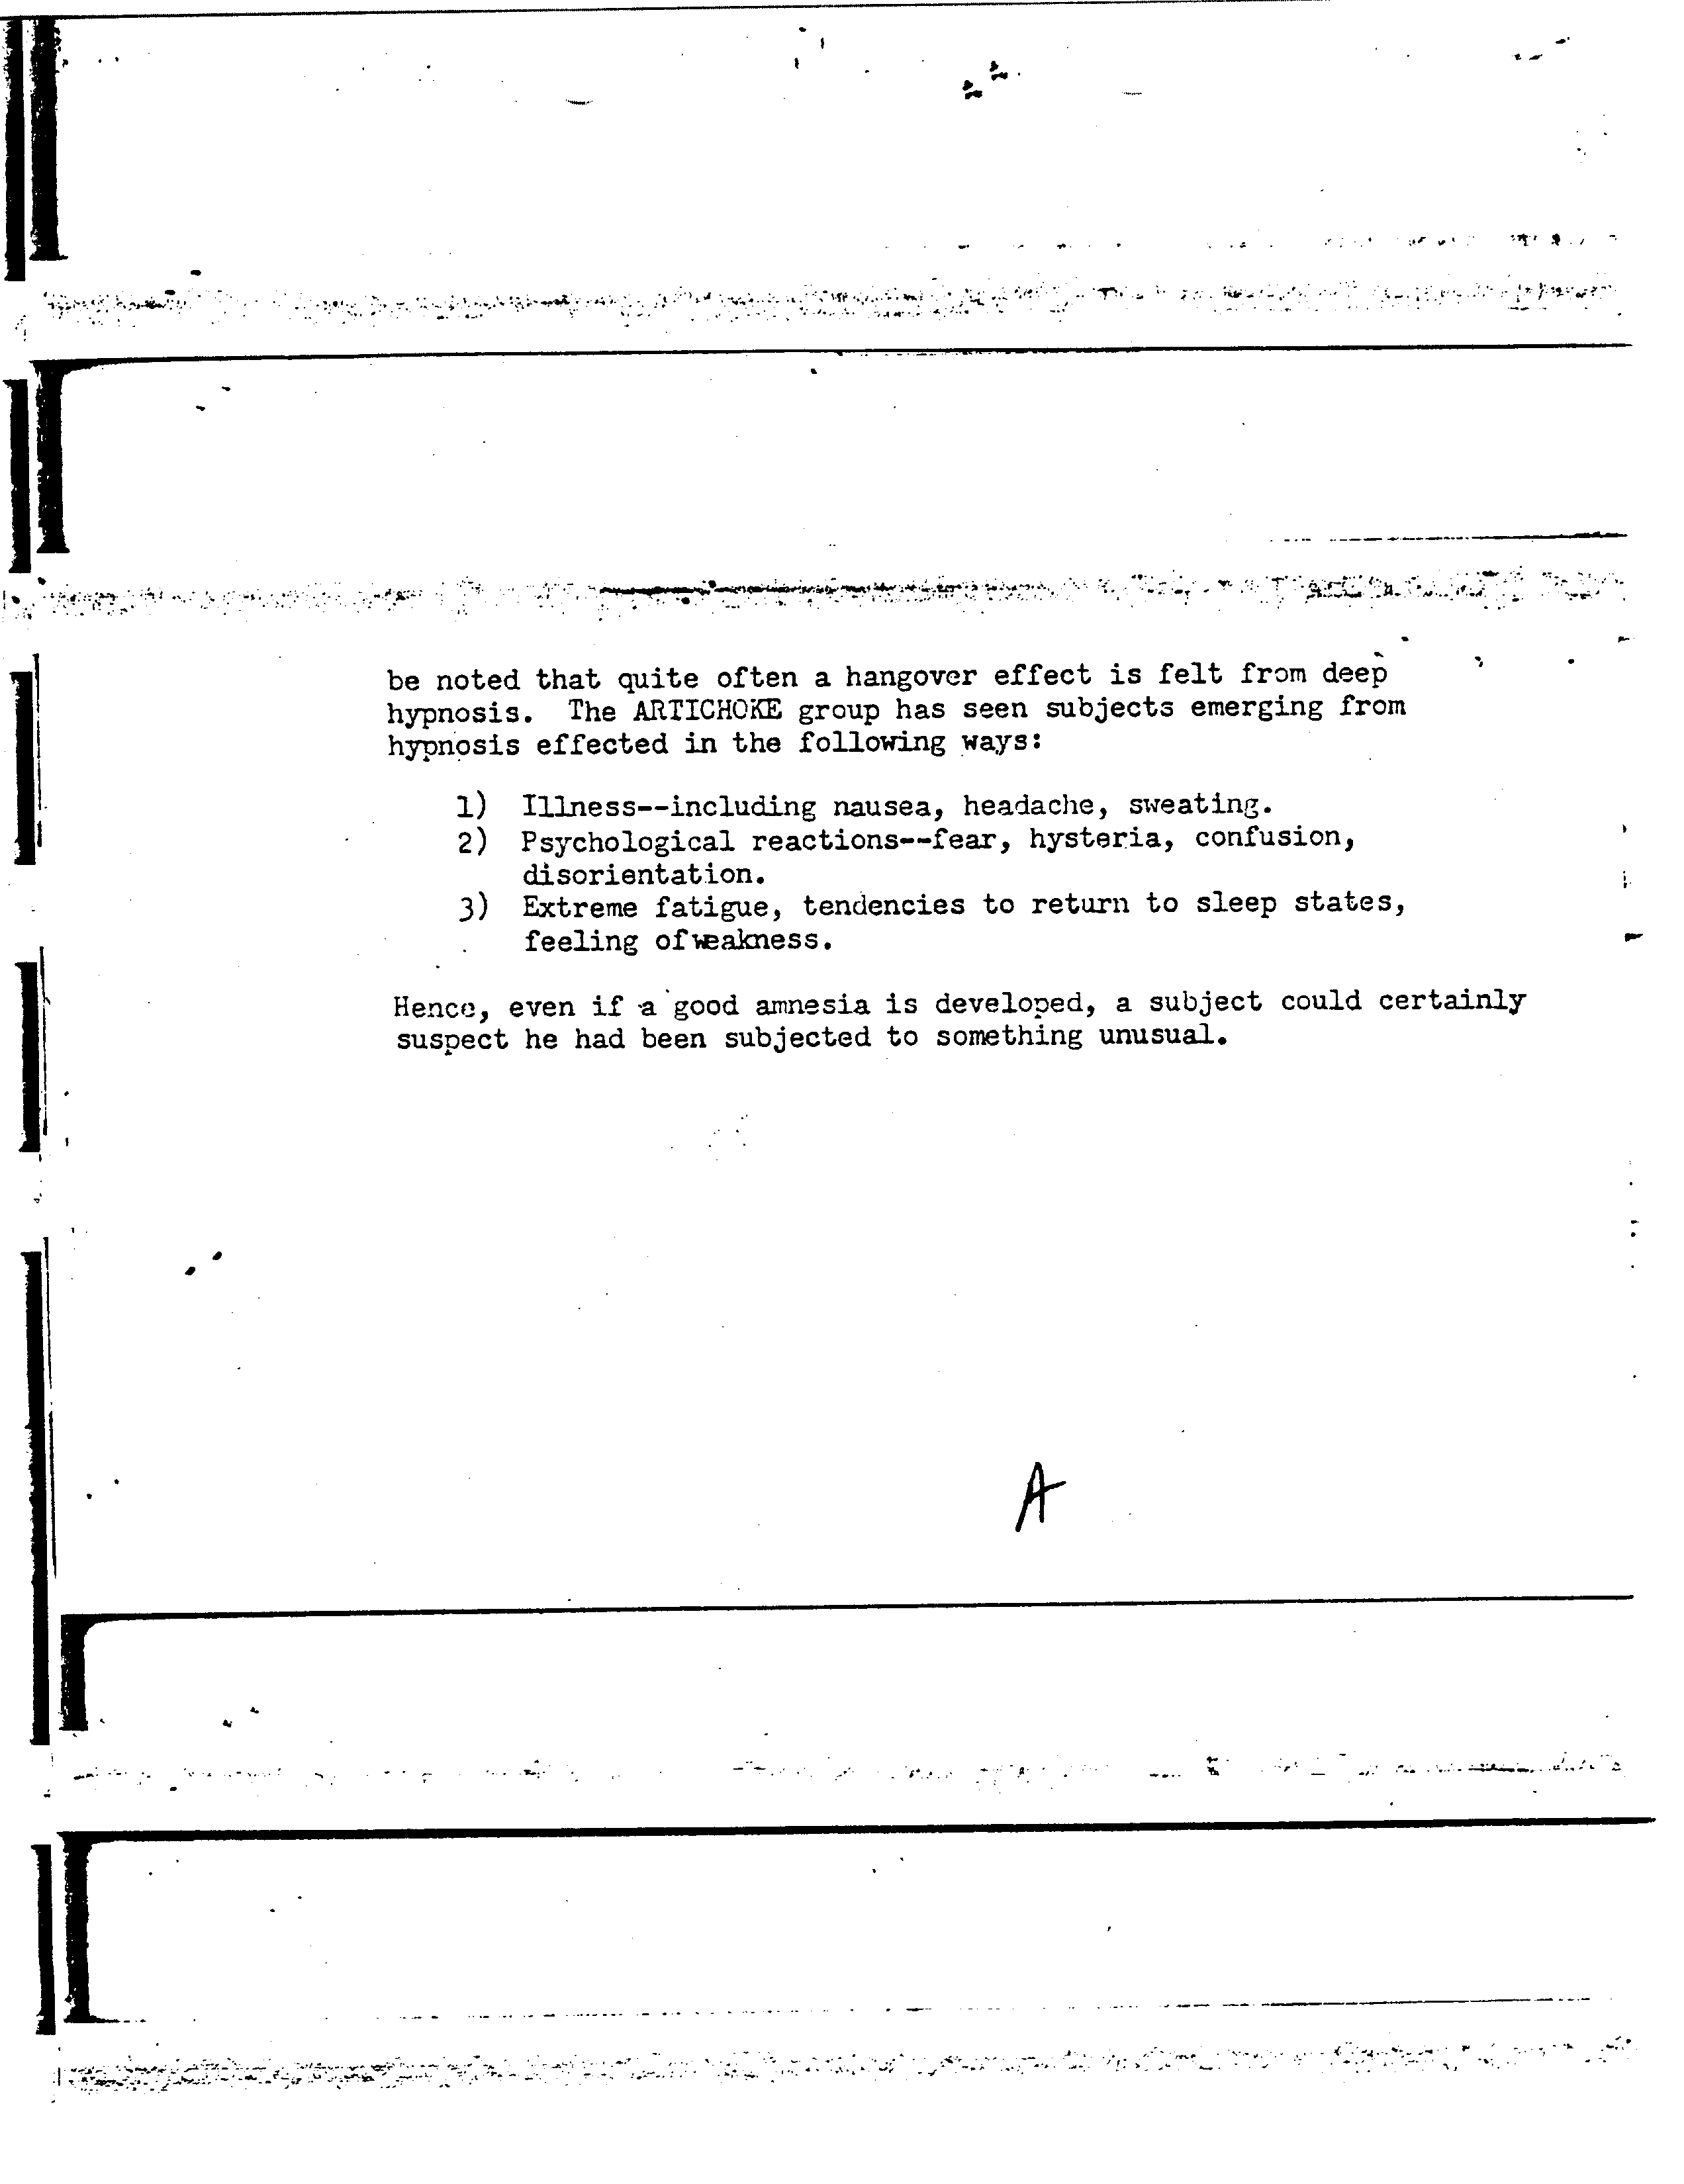 be noted that quite often a hangover effect is felt from deep
hypnosis. The ARTICHOKE group has seen subjects emerging from
hypnosis effected in the following ways:
1) Illness--including nausea, headache, sweating.
2) Psychological reactions--fear, hysteria, confusion,
disorientation.
3) Extreme fatigue, tendencies to return to sleep states,
feeling ofweakness.
Hence, even if a good amnesia is developed, a subject could certainly
suspect he had been subjected to something unusual.
A